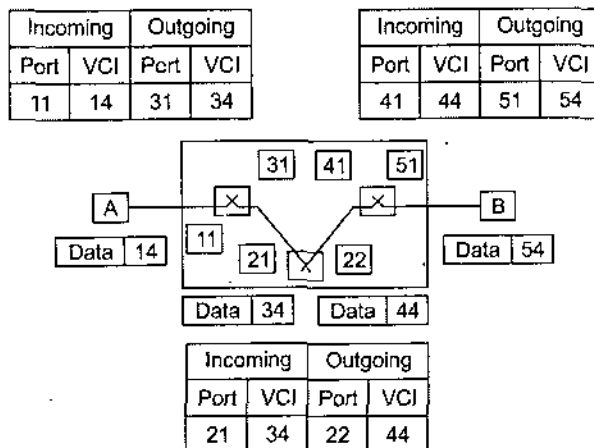 Incoming Outgoing
Port VCI Port VCI
11 14 31 34
Incoming Outgoing
Port VCI Port VCI
41 44 51 54
31 41 51
A B
11
21 22
Data 14
Data 54
Data 34
Data 44
Incoming Outgoing
Port VCI Port VCI
21 34 22 44